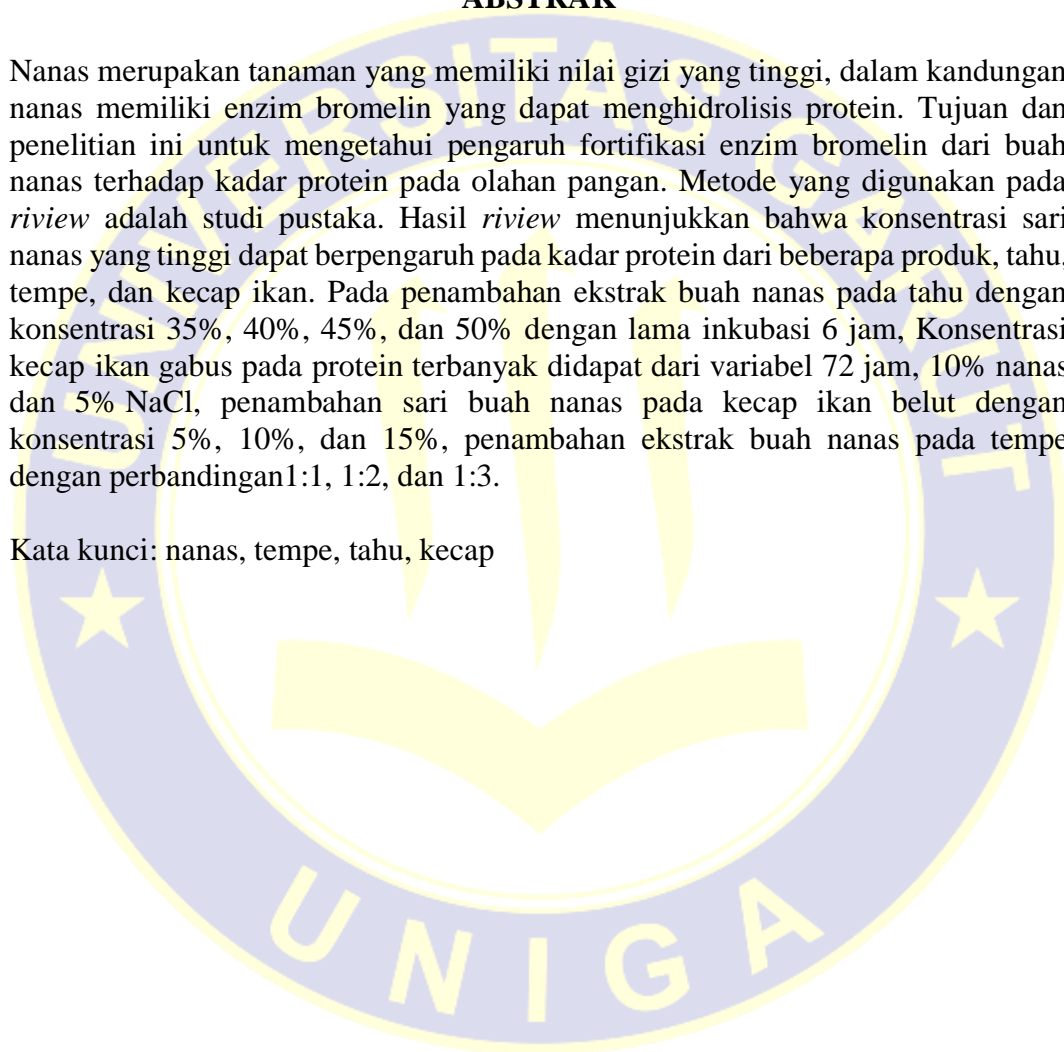 ABSTRAK
Nanas merupakan tanaman yang memiliki nilai gizi yang tinggi, dalam kandungan
nanas memiliki enzim bromelin yang dapat menghidrolisis protein. Tujuan dari
penelitian ini untuk mengetahui pengaruh fortifikasi enzim bromelin dari buah
nanas terhadap kadar protein pada olahan pangan. Metode yang digunakan pada
riview adalah studi pustaka. Hasil riview menunjukkan bahwa konsentrasi sari
nanas yang tinggi dapat berpengaruh pada kadar protein dari beberapa produk, tahu,
tempe, dan kecap ikan. Pada penambahan ekstrak buah nanas pada tahu dengan
konsentrasi 35%, 40%, 45%, dan 50% dengan lama inkubasi 6 jam, Konsentrasi
kecap ikan gabus pada protein terbanyak didapat dari variabel 72 jam, 10% nanas
dan 5% NaCl, penambahan sari buah nanas pada kecap ikan belut dengan
konsentrasi 5%, 10%, dan 15%, penambahan ekstrak buah nanas pada tempe
dengan perbandingan1:1, 1:2, dan 1:3.
Kata kunci: nanas, tempe, tahu, kecap
UNIVERSITAS GARUT
UNIGA